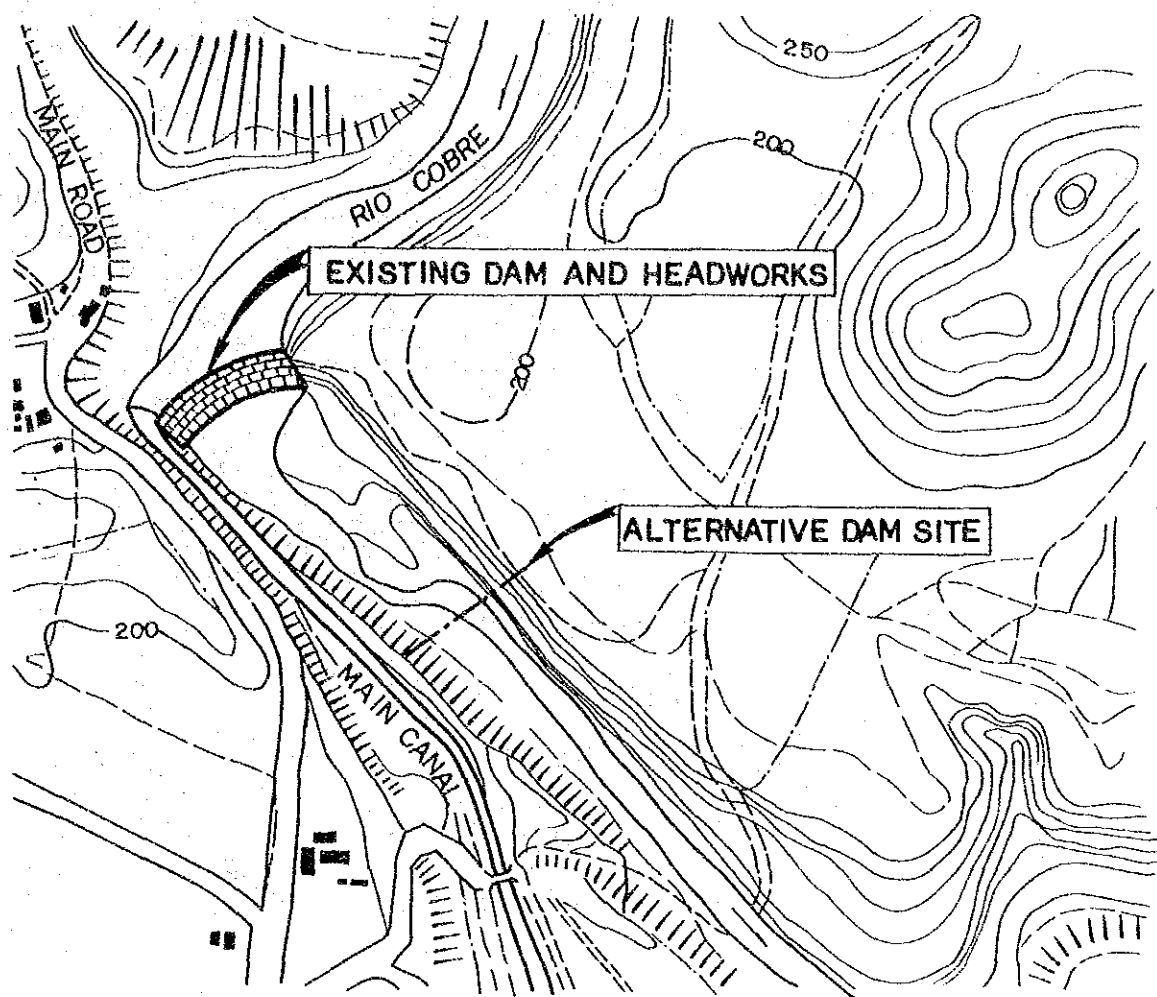 250
200
MAIN ROAD
RIO COBRE
EXISTING DAM AND HEADWORKS
200
ALTERNATIVE DAM SITE
200
MAIN CANAL